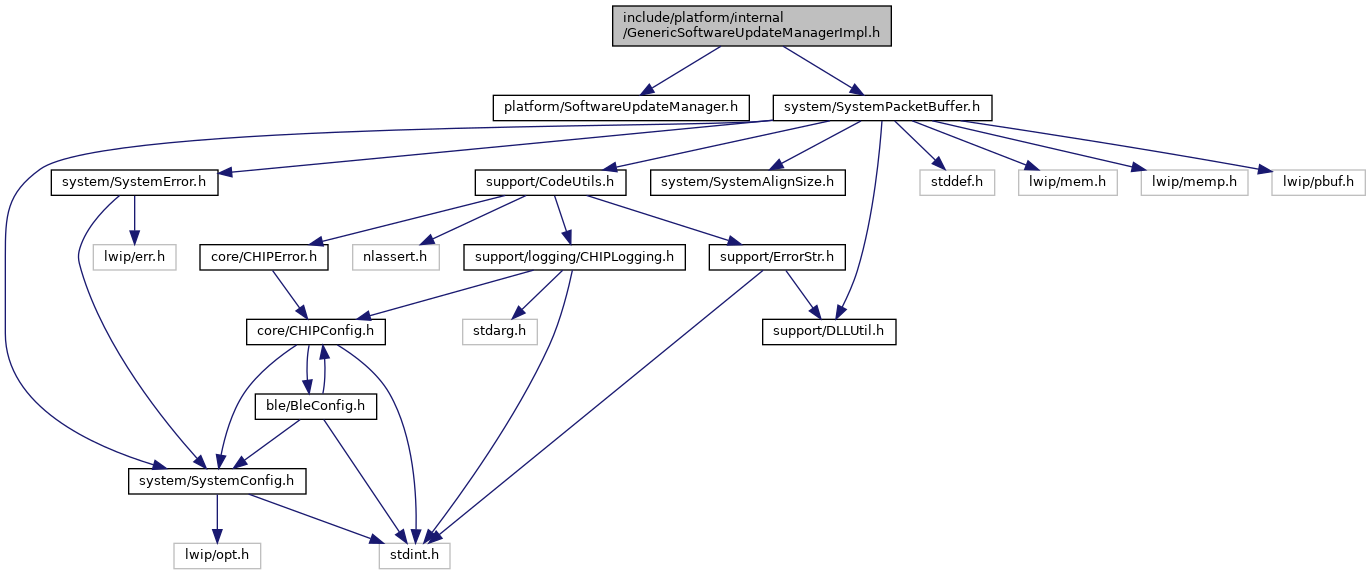 include/platform/internal
/GenericSoftwareUpdateManagerImpl.h
platform/SoftwareUpdateManager.h
system/SystemPacketBuffer.h
system/SystemError.h
support/CodeUtils.h
system/SystemAlignSize.h
stddef.h
lwip/mem.h
lwip/memp.h
lwip/pbuf.h
lwip/err.h
core/CHIPError.h
nlassert.h
support/logging/CHIPLogging.h
support/ErrorStr.h
core/CHIPConfig.h
stdarg.h
support/DLLUtil.h
ble/BleConfig.h
system/SystemConfig.h
lwip/opt.h
stdint.h